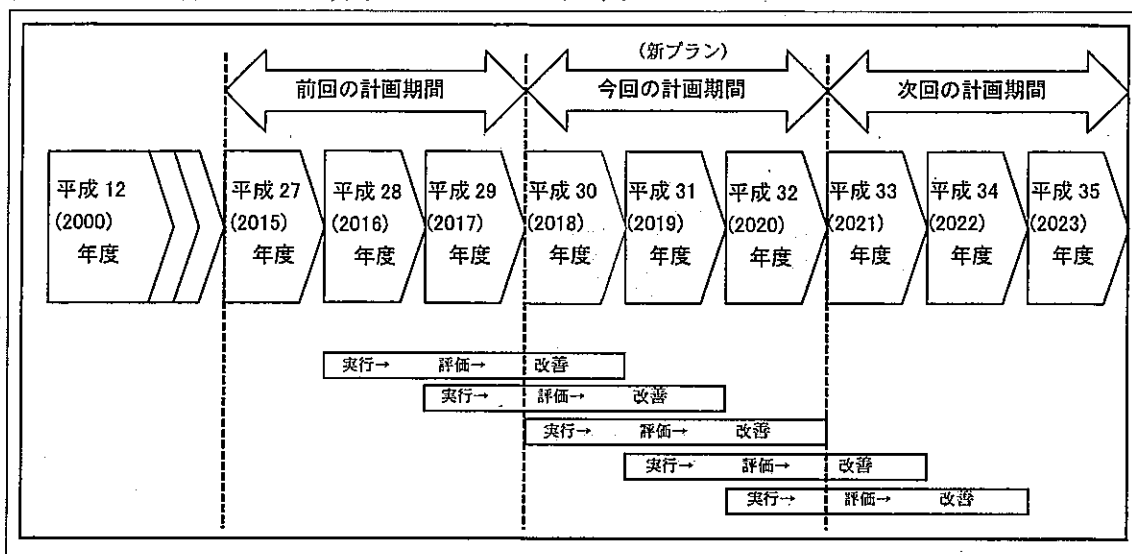 (新プラン)
前回の計画期間
今回の計画期間
次回の計画期間
平成 12
(2000)
年度
平成 27
(2015)
年度
平成 28
(2016)
年度
平成 29
(2017)
年度
平成 30
(2018)
年度
平成 31
(2019)
年度
平成 32
(2020)
年度
平成 33
(2021)
年度
平成 34
(2022)
年度
平成 35
(2023)
年度
実行→ 評価→ 改善
実行→ 評価→ 改善
実行→ 評価→ 改善
実行→ 評価→ 改善
実行→ 評価→ 改善